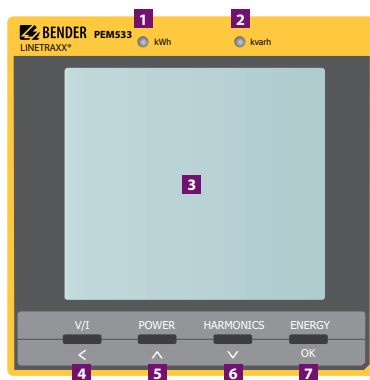 1 2
BENDER PEM533 kWh kvarh
LINETRAXX®
3
V/I POWER HARMONICS ENERGY
< ∧ ∨ OK
4 5 6 7